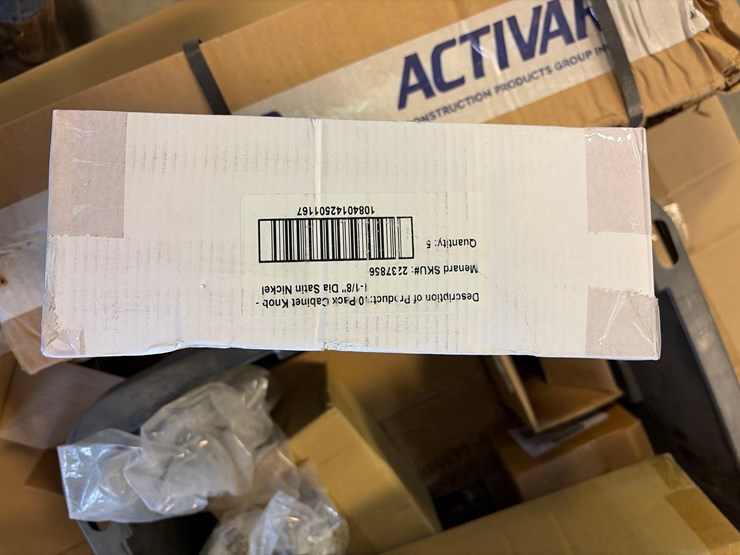 ACTIVAR
CONSTRUCTION PRODUCTS GROUP IN
Description of Product:10 Pack Cabinet Knob -
1-1/8" Dia Satin Nickel
Menard SKU#: 2237856
Quantity: 5
10840142501167